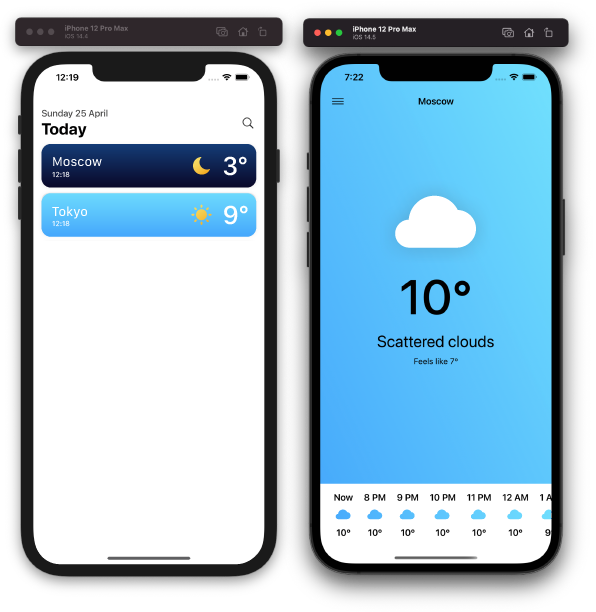 iPhone 12 Pro Max
iOS 14.4
12:19
Sunday 25 April
Today
Moscow
12:18
3°
Tokyo
12:18
9°
iPhone 12 Pro Max
iOS 14.5
7:22
Moscow
10°
Scattered clouds
Feels like 7°
Now 8 PM 9 PM 10 PM 11 PM 12 AM 1 A
10° 10° 10° 10° 10° 10° 9